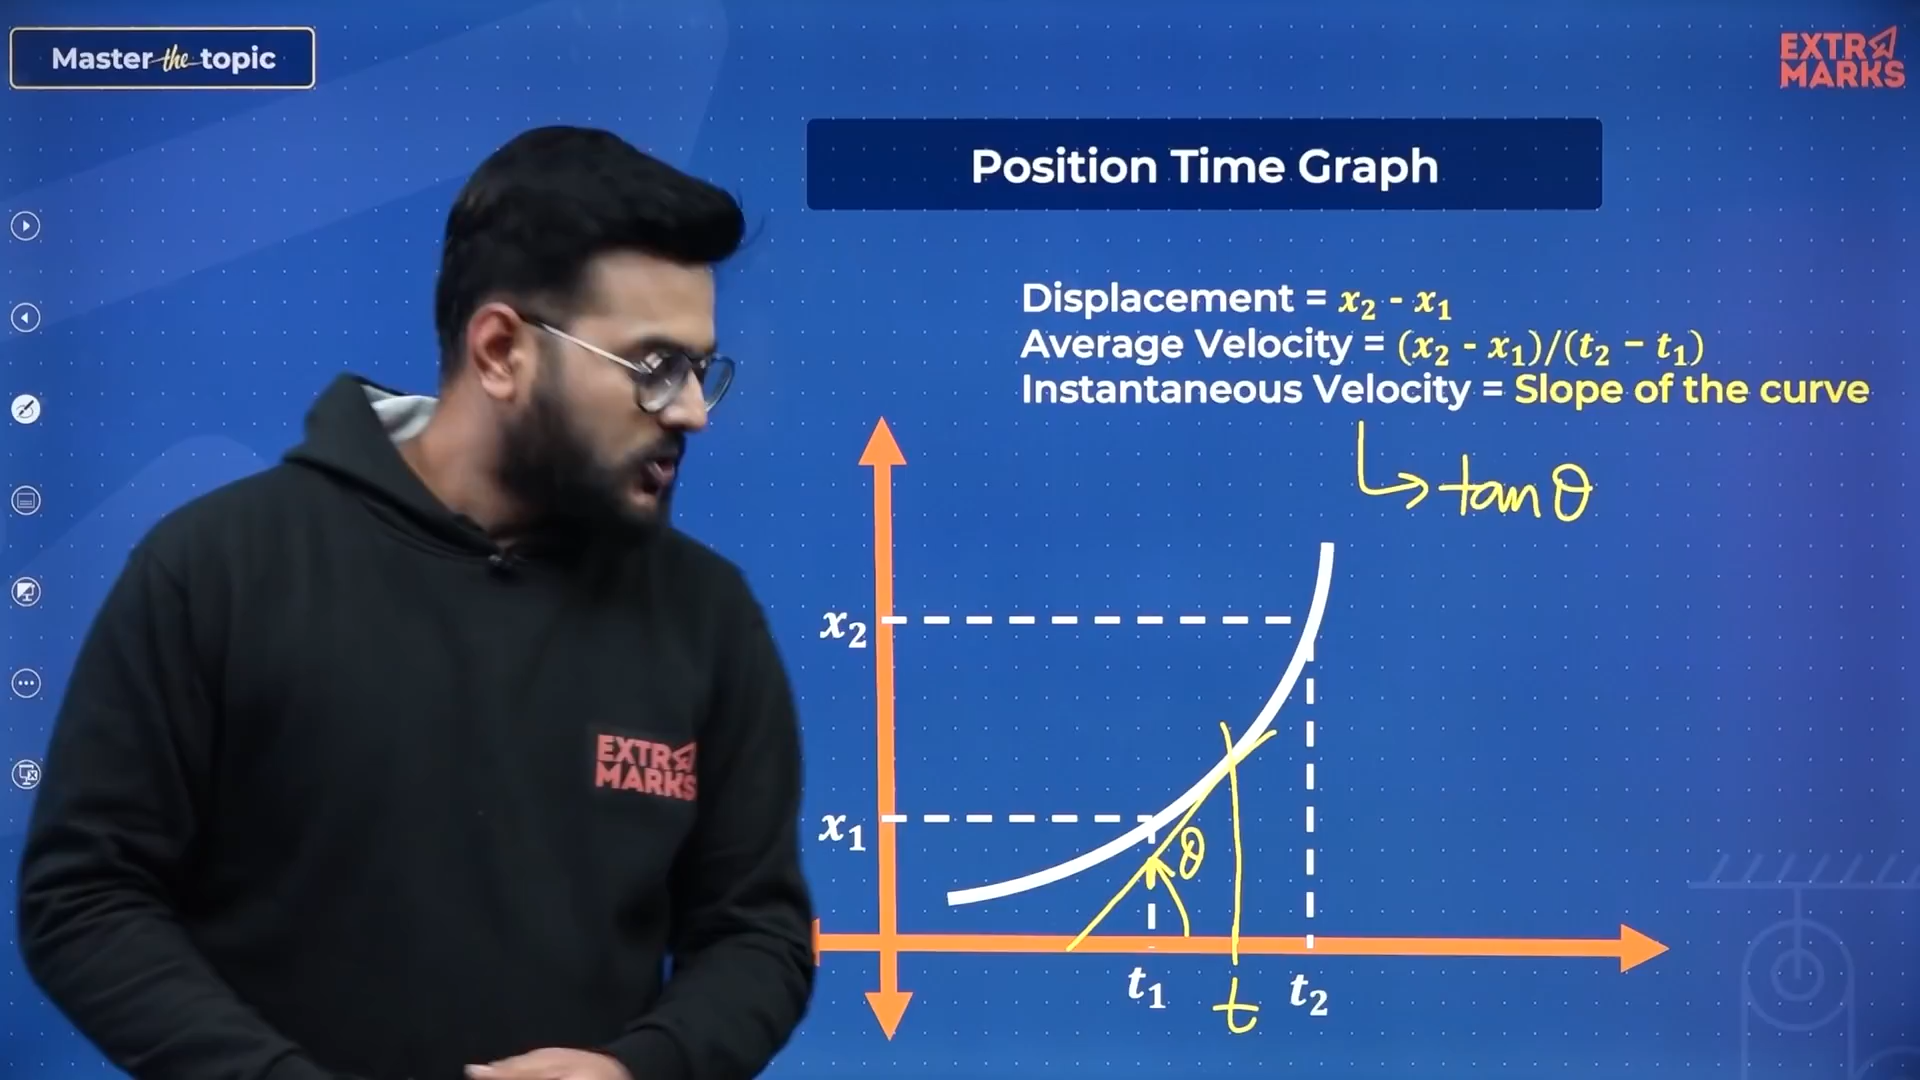 Master the topic
EXTRA
MARKS
Position Time Graph
Displacement = x₂ - x₁
Average Velocity = (x₂ - x₁)/(t₂ − t₁)
Instantaneous Velocity = Slope of the curve
tan θ
x₂
EXTRA
MARKS
x₁
θ
t₁
t
t₂